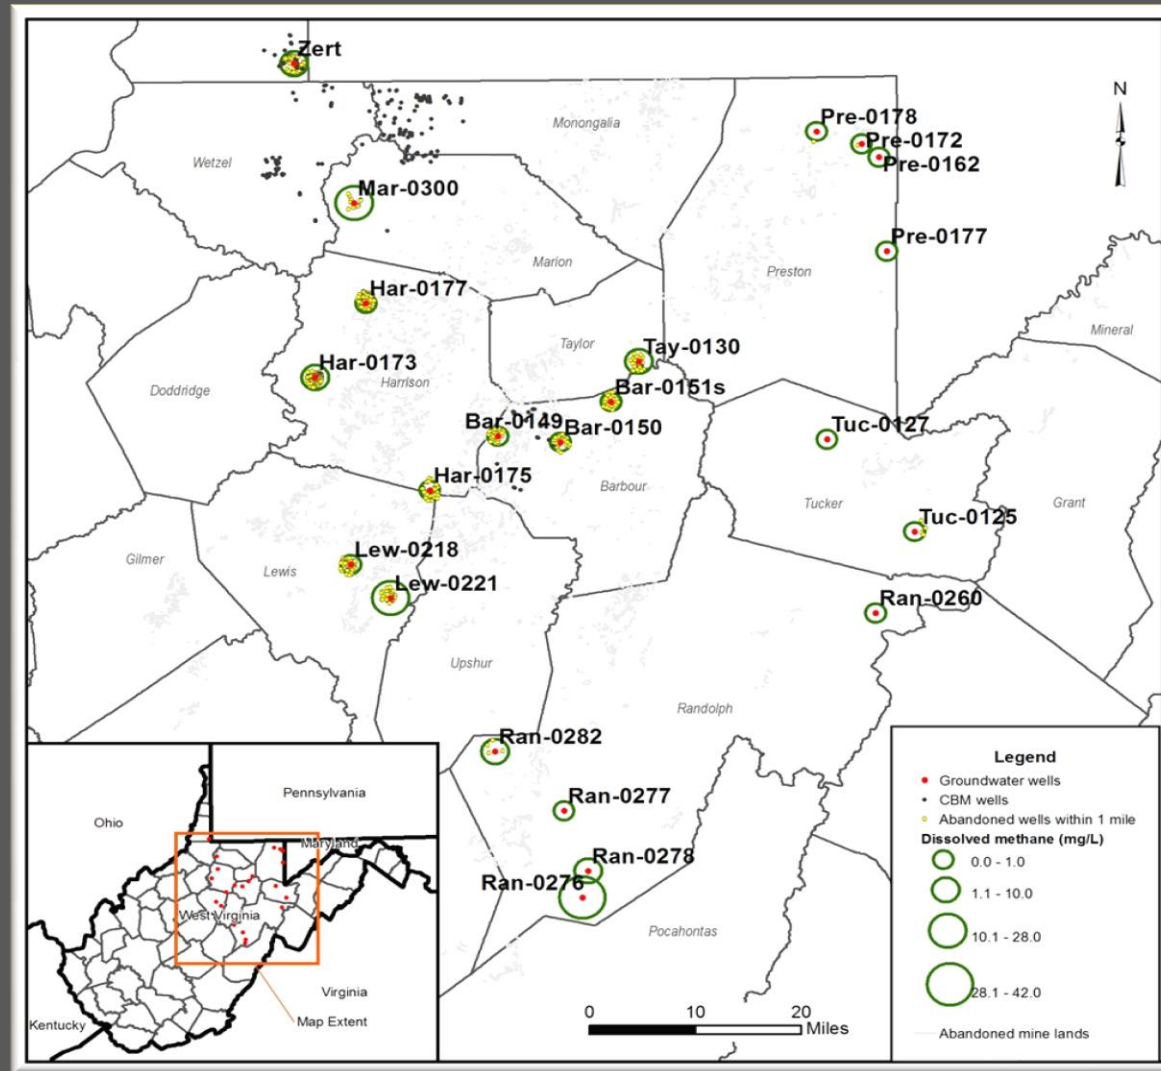 Zert
N
Monongalia
Pre-0178
Pre-0172
Pre-0162
Wetzel
Mar-0300
Pre-0177
Marion
Preston
Har-0177
Mineral
Taylor
Tay-0130
Har-0173
Harrison
Doddridge
Bar-0151s
Bar-0149
Bar-0150
Tuc-0127
Har-0175
Barbour
Tucker
Grant
Tuc-0125
Gilmer
Lewis
Lew-0218
Lew-0221
Ran-0260
Upshur
Randolph
Ran-0282
Ran-0277
Ran-0278
Ran-0276
Pocahontas
0 10 20
Miles
Pennsylvania
Ohio
Maryland
West Virginia
Virginia
Kentucky
Map Extent
Legend
Groundwater wells
CBM wells
Abandoned wells within 1 mile
Dissolved methane (mg/L)
0.0 - 1.0
1.1 - 10.0
10.1 - 28.0
28.1 - 42.0
Abandoned mine lands